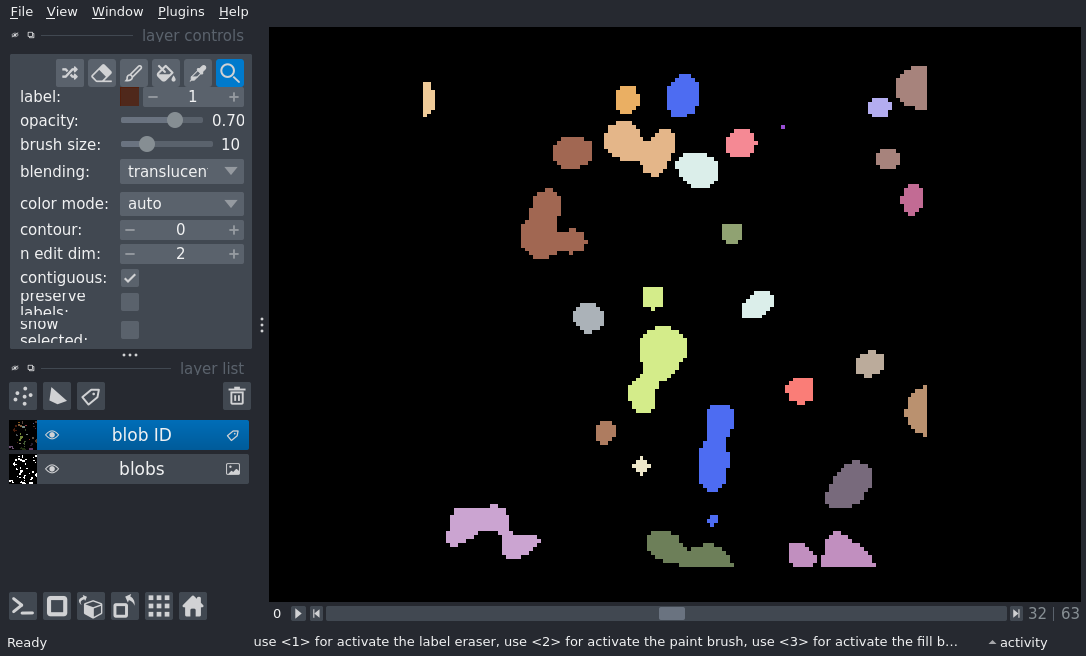 File View Window Plugins Help
layer controls
label: 1
opacity: 0.70
brush size: 10
blending: translucen
color mode: auto
contour: 0
n edit dim: 2
contiguous:
preserve
labels:
show
selected:
layer list
blob ID
blobs
0 32 | 63
Ready use <1> for activate the label eraser, use <2> for activate the paint brush, use <3> for activate the fill b... activity